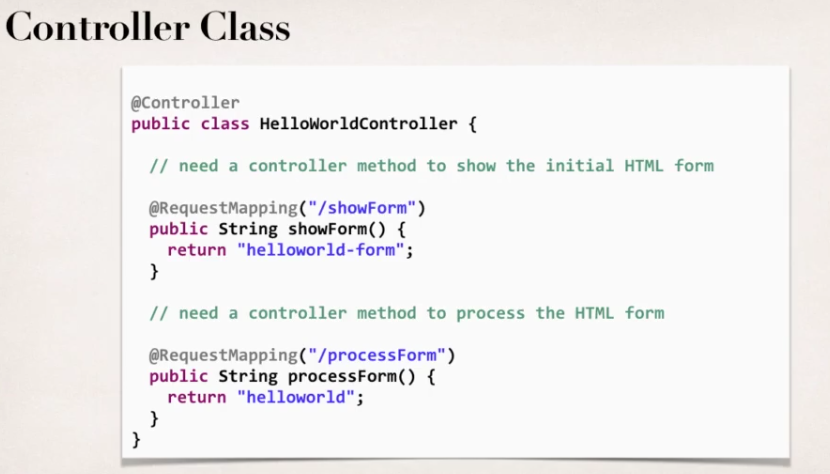 Controller Class
@Controller
public class HelloWorldController {
// need a controller method to show the initial HTML form
@RequestMapping("/showForm")
public String showForm() {
return "helloworld-form";
}
// need a controller method to process the HTML form
@RequestMapping("/processForm")
public String processForm() {
return "helloworld";
}
}